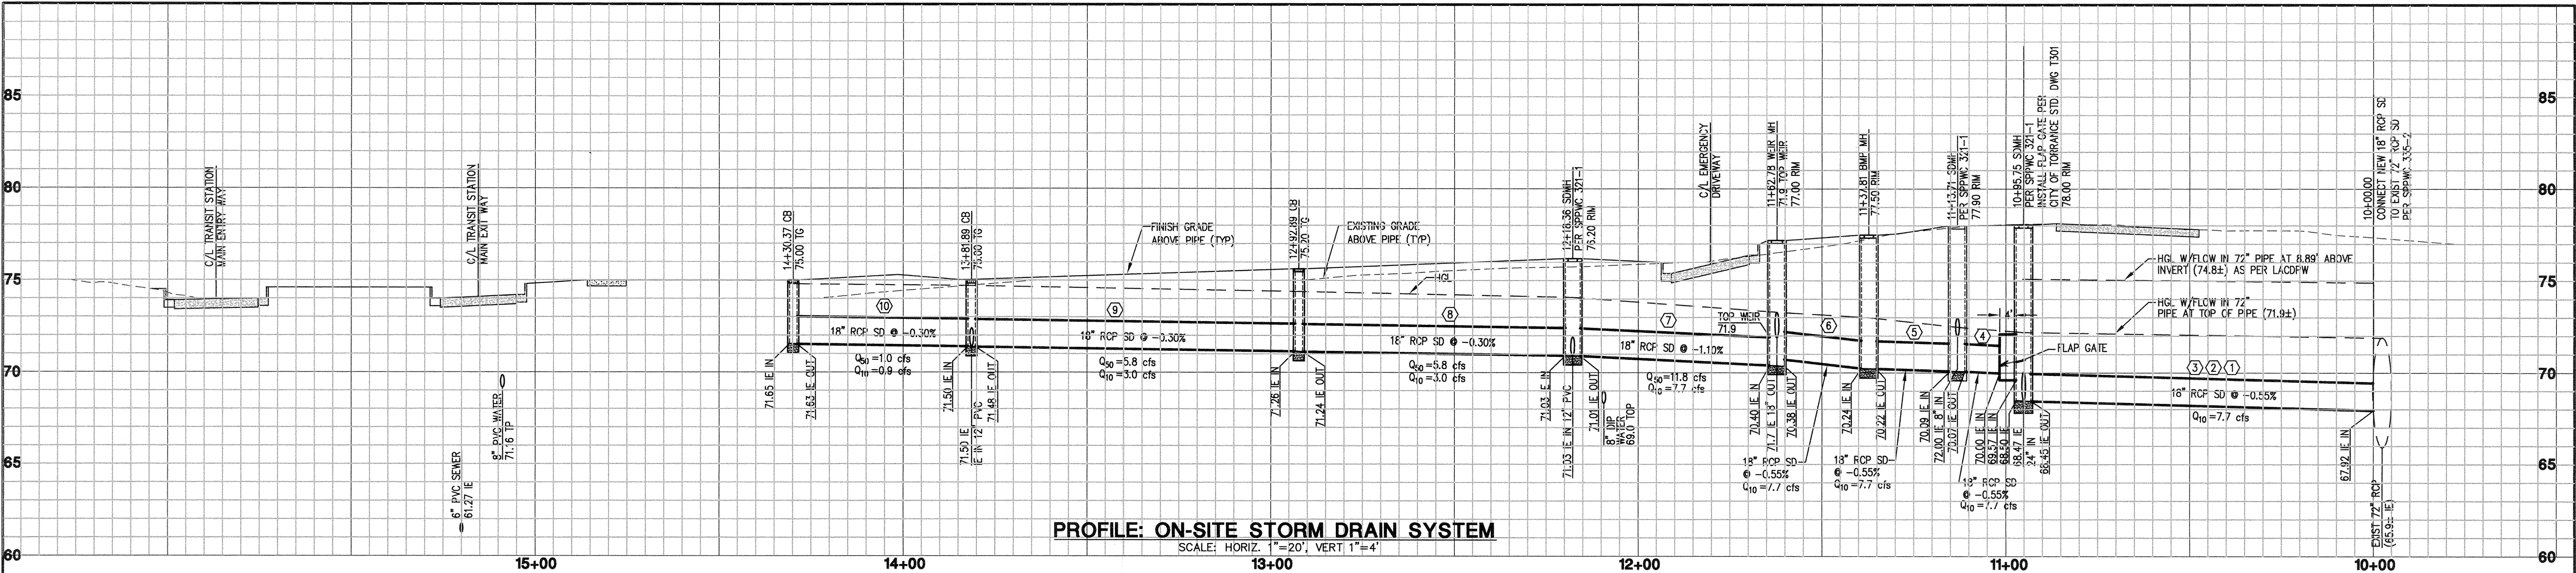 85
80
75
70
65
60
C/L TRANSIT STATION
MAIN ENTRY WAY
C/L TRANSIT STATION
MAIN EXIT WAY
6" PVC SEWER
61.27 IE
8" PVC WATER
71.16 TP
14+30.37 CB
75.00 TG
71.65 IE IN
71.63 IE OUT
10
18" RCP SD @ -0.30%
Q50=1.0 cfs
Q10=0.9 cfs
13+81.89 CB
75.00 TG
71.50 IE IN
71.50 IE
IE IN 12" PVC
71.48 IE OUT
FINISH GRADE
ABOVE PIPE (TYP)
9
18" RCP SD @ -0.30%
Q50=5.8 cfs
Q10=3.0 cfs
12+92.89 CB
75.20 TG
71.26 IE IN
71.24 IE OUT
EXISTING GRADE
ABOVE PIPE (TYP)
HGL
8
18" RCP SD @ -0.30%
Q50=5.8 cfs
Q10=3.0 cfs
12+18.36 SDMH
PER SPPWC 321-1
76.20 RIM
71.03 IE IN
71.03 IE IN 12" PVC
71.01 IE OUT
8" DIP
WATER
69.0 TOP
7
18" RCP SD @ -1.10%
Q50=11.8 cfs
Q10=7.7 cfs
C/L EMERGENCY
DRIVEWAY
11+62.78 WEIR MH
71.9 TOP WEIR
77.00 RIM
TOP WEIR
71.9
70.40 IE IN
71.7 IE 18" OUT
70.38 IE OUT
6
18" RCP SD
@ -0.55%
Q10=7.7 cfs
11+37.81 BMP MH
77.50 RIM
70.24 IE IN
70.22 IE OUT
5
18" RCP SD
@ -0.55%
Q10=7.7 cfs
11+13.71 SDMH
PER SPPWC 321-1
77.90 RIM
70.09 IE IN
72.00 IE 8" IN
70.07 IE OUT
4
18" RCP SD
@ -0.55%
Q10=7.7 cfs
4'
FLAP GATE
10+95.75 SDMH
PER SPPWC 321-1
INSTALL FLAP GATE PER
CITY OF TORRANCE STD. DWG T301
78.00 RIM
70.00 IE IN
69.57 IE IN
68.50 IE
68.47 IE
24" IN
68.45 IE OUT
HGL W/FLOW IN 72" PIPE AT 8.89' ABOVE
INVERT (74.8±) AS PER LACDPW
HGL W/FLOW IN 72"
PIPE AT TOP OF PIPE (71.9±)
3 2 1
18" RCP SD @ -0.55%
Q10=7.7 cfs
10+00.00
CONNECT NEW 18" RCP SD
TO EXIST 72" RCP SD
PER SPPWC 335-2
67.92 IE IN
EXIST 72" RCP
(65.9± IE)
85
80
75
70
65
60
PROFILE: ON-SITE STORM DRAIN SYSTEM
SCALE: HORIZ. 1"=20', VERT 1"=4'
15+00
14+00
13+00
12+00
11+00
10+00